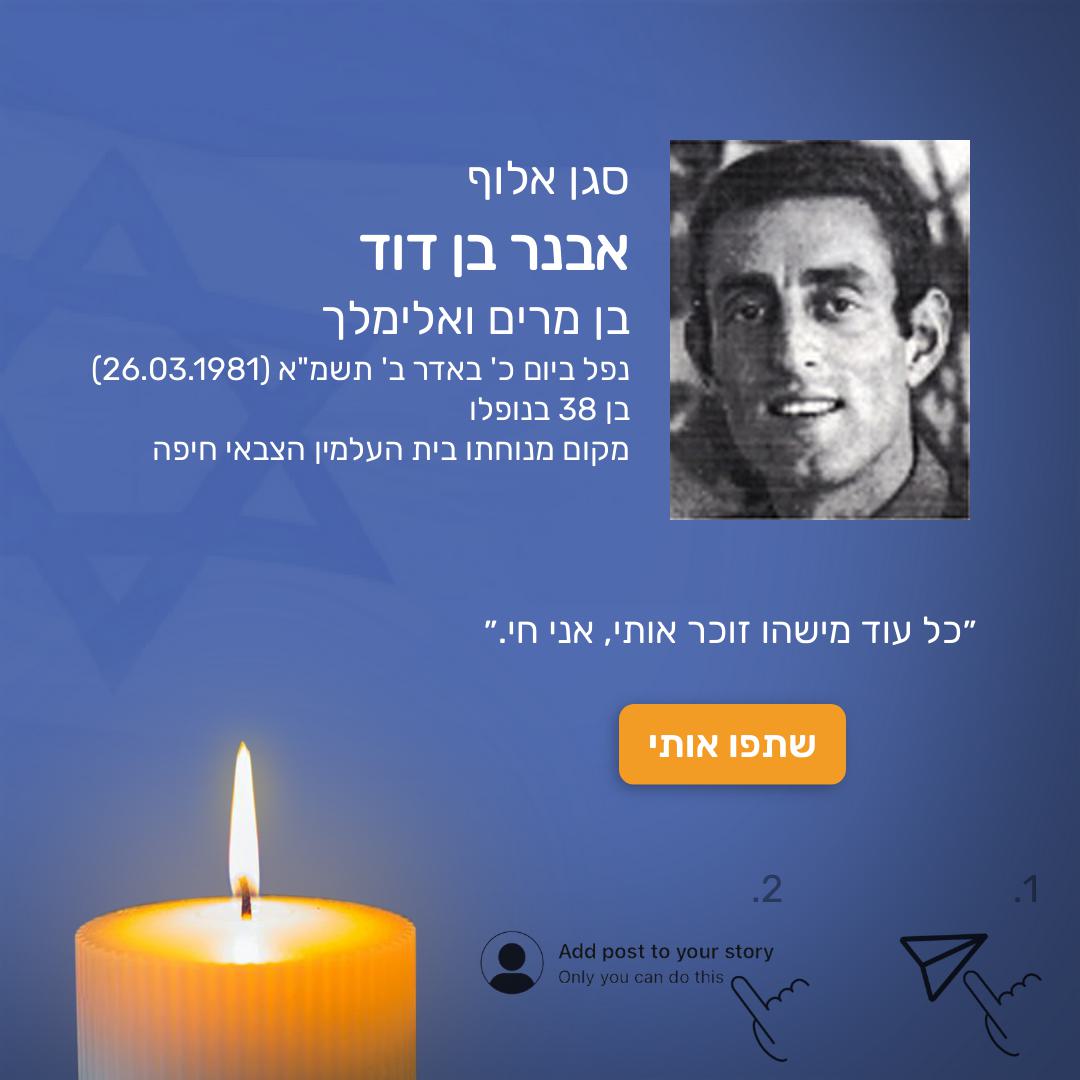 סגן אלוף
אבנר בן דוד
בן מרים ואלימלך
נפל ביום כ' באדר ב' תשמ"א (26.03.1981)
בן 38 בנופלו
מקום מנוחתו בית העלמין הצבאי חיפה
״כל עוד מישהו זוכר אותי, אני חי.״
שתפו אותי
1.
2.
Add post to your story
Only you can do this